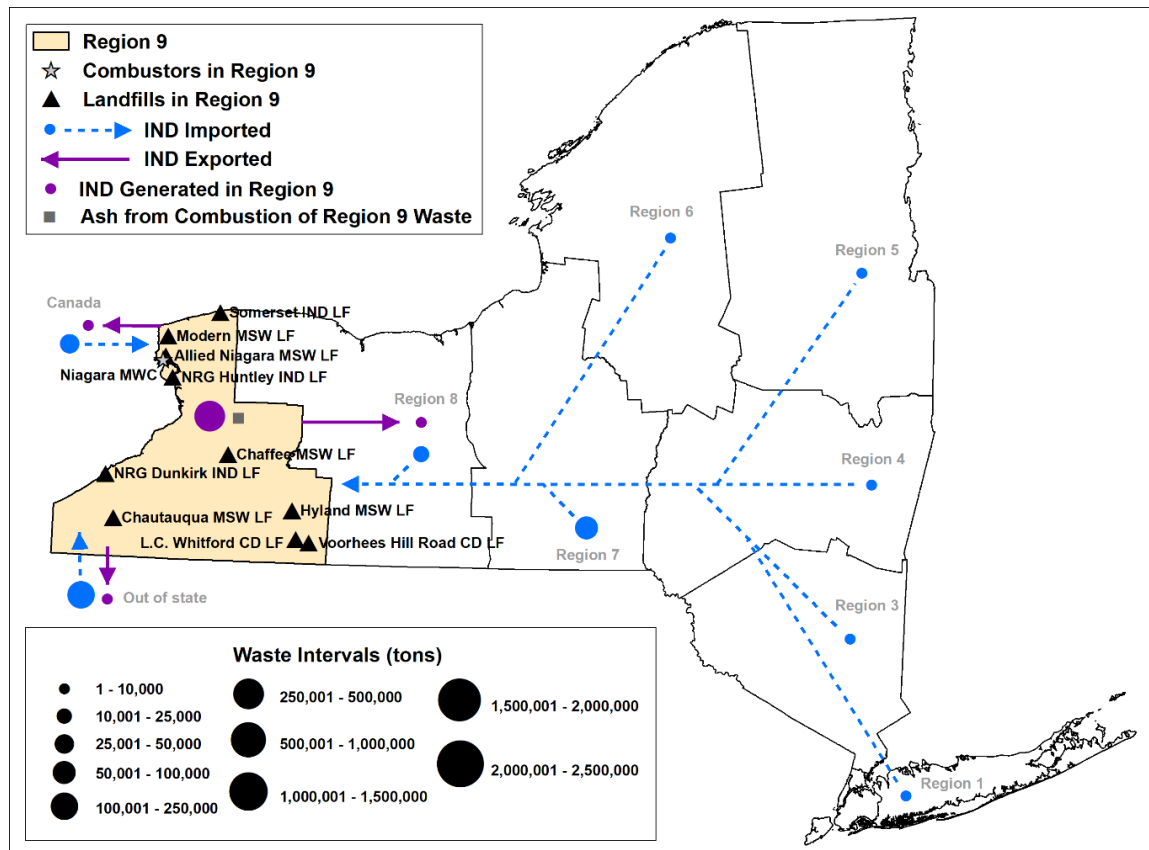 Region 9
Combustors in Region 9
Landfills in Region 9
IND Imported
IND Exported
IND Generated in Region 9
Ash from Combustion of Region 9 Waste
Region 6
Region 5
Canada
Somerset IND LF
Modern MSW LF
Allied Niagara MSW LF
Niagara MWC
NRG Huntley IND LF
Region 8
Chaffee MSW LF
NRG Dunkirk IND LF
Region 4
Chautauqua MSW LF
Hyland MSW LF
L.C. Whitford CD LF
Voorhees Hill Road CD LF
Region 7
Out of state
Region 3
Region 1
Waste Intervals (tons)
1 - 10,000
10,001 - 25,000
25,001 - 50,000
50,001 - 100,000
100,001 - 250,000
250,001 - 500,000
500,001 - 1,000,000
1,000,001 - 1,500,000
1,500,001 - 2,000,000
2,000,001 - 2,500,000